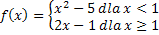 f(x) = { x² − 5 dla x < 1
2x − 1 dla x ≥ 1